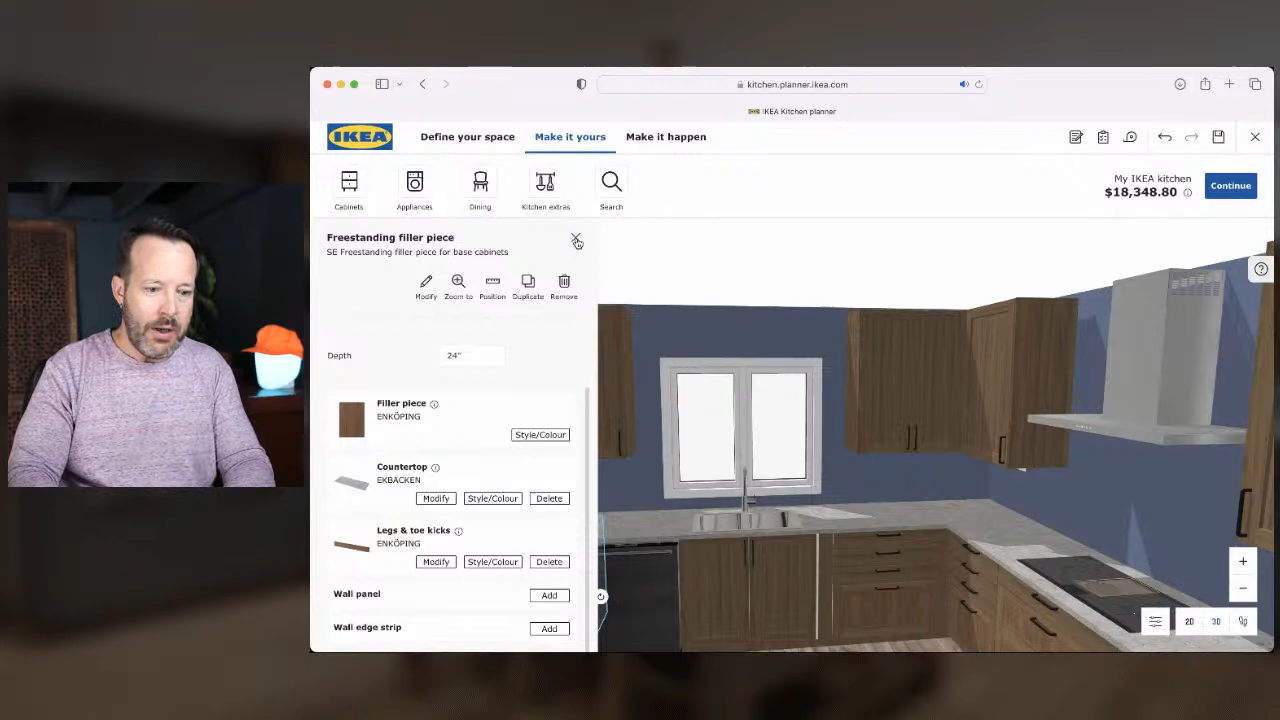 kitchen.planner.ikea.com
IKEA Kitchen planner
IKEA
Define your space
Make it yours
Make it happen
Cabinets
Appliances
Dining
Kitchen extras
Search
My IKEA kitchen
$18,348.80
Continue
Freestanding filler piece
SE Freestanding filler piece for base cabinets
Modify
Zoom to
Position
Duplicate
Remove
Depth
24"
Filler piece
ENKÖPING
Style/Colour
Countertop
EKBACKEN
Modify
Style/Colour
Delete
Legs & toe kicks
ENKÖPING
Modify
Style/Colour
Delete
Wall panel
Add
Wall edge strip
Add
2D
3D